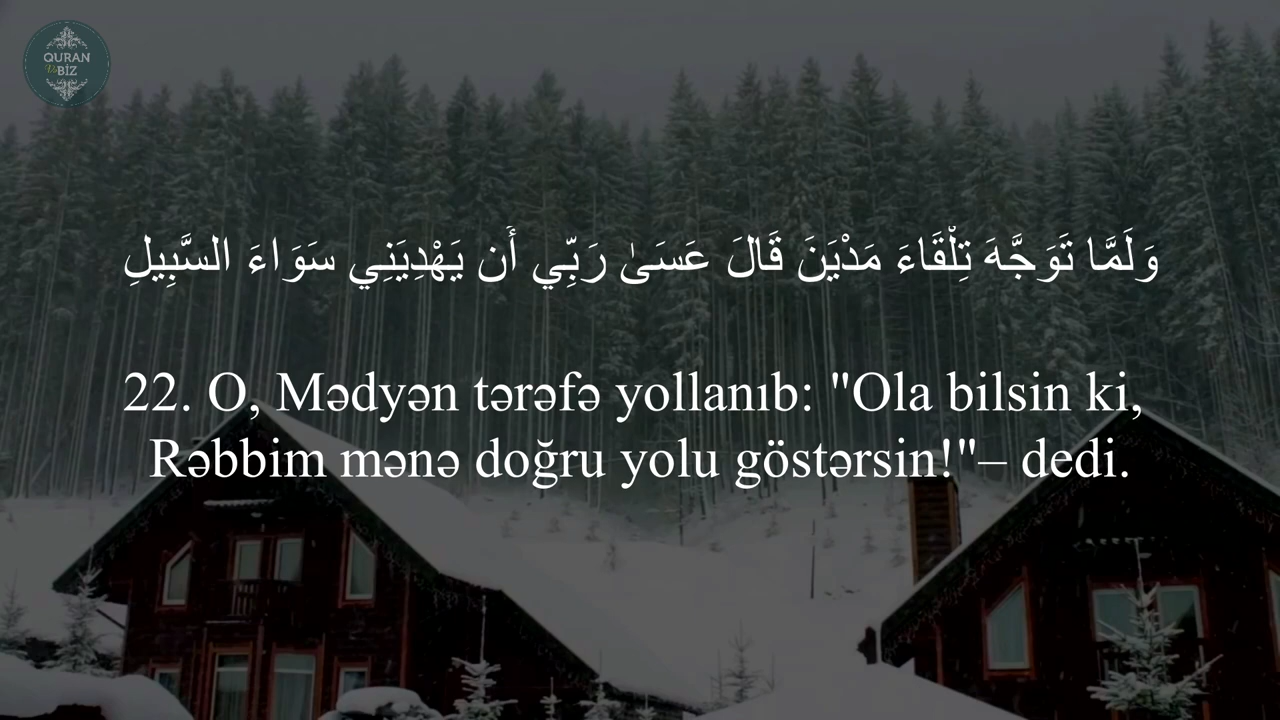 QURAN
Və BİZ
وَلَمَّا تَوَجَّهَ تِلْقَاءَ مَدْيَنَ قَالَ عَسَىٰ رَبِّي أَن يَهْدِيَنِي سَوَاءَ السَّبِيلِ
22. O, Mədyən tərəfə yollanıb: "Ola bilsin ki,
Rəbbim mənə doğru yolu göstərsin!"– dedi.